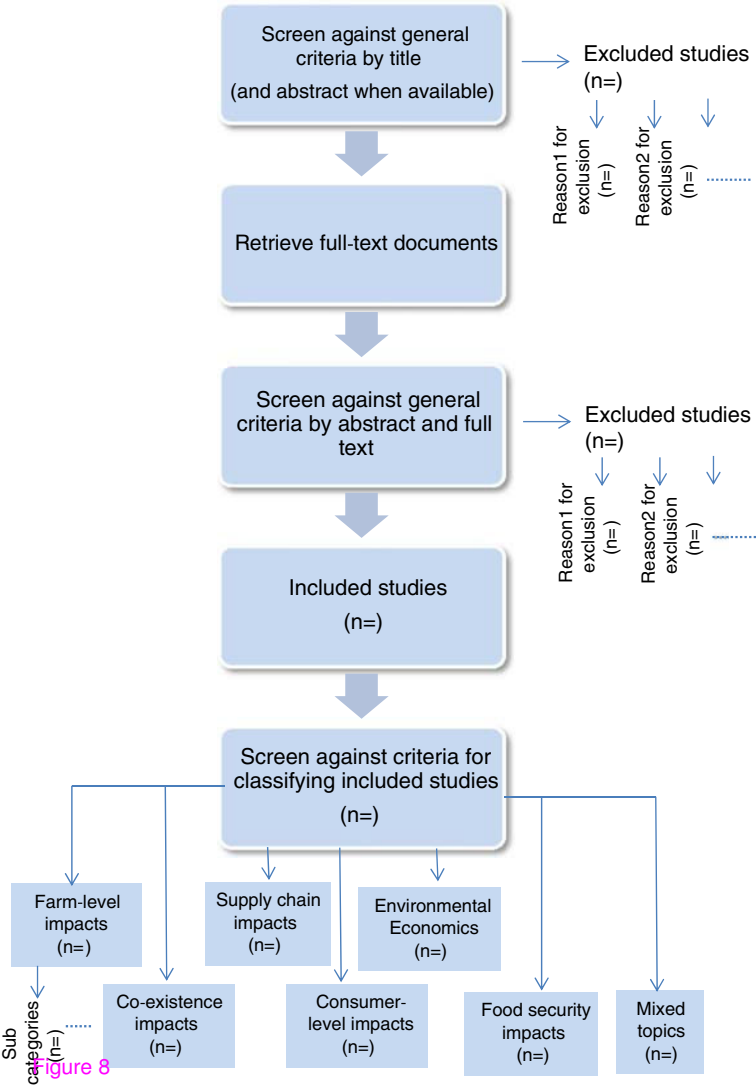 Screen against general
criteria by title
(and abstract when available)
Excluded studies
(n=)
Reason1 for
exclusion
(n=)
Reason2 for
exclusion
(n=)
Retrieve full-text documents
Screen against general
criteria by abstract and full
text
Excluded studies
(n=)
Reason1 for
exclusion
(n=)
Reason2 for
exclusion
(n=)
Included studies
(n=)
Screen against criteria for
classifying included studies
(n=)
Farm-level
impacts
(n=)
Supply chain
impacts
(n=)
Environmental
Economics
(n=)
Sub
categories
(n=)
Co-existence
impacts
(n=)
Consumer-
level impacts
(n=)
Food security
impacts
(n=)
Mixed
topics
(n=)
Figure 8